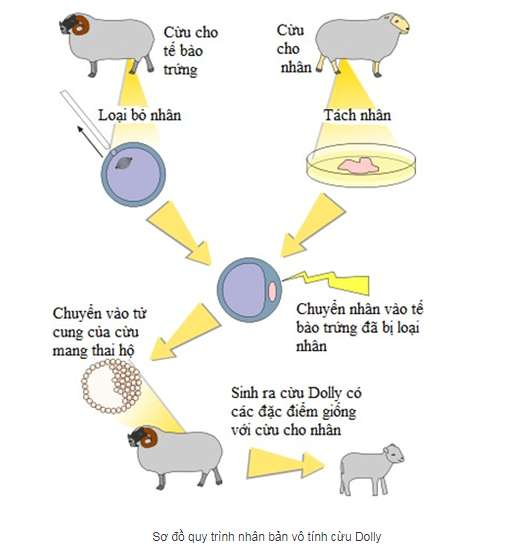 Cừu cho
tế bào
trứng
Cừu
cho
nhân
Loại bỏ nhân
Tách nhân
Chuyển nhân vào tế
bào trứng đã bị loại
nhân
Chuyển vào tử
cung của cừu
mang thai hộ
Sinh ra cừu Dolly có
các đặc điểm giống
với cừu cho nhân
Sơ đồ quy trình nhân bản vô tính cừu Dolly